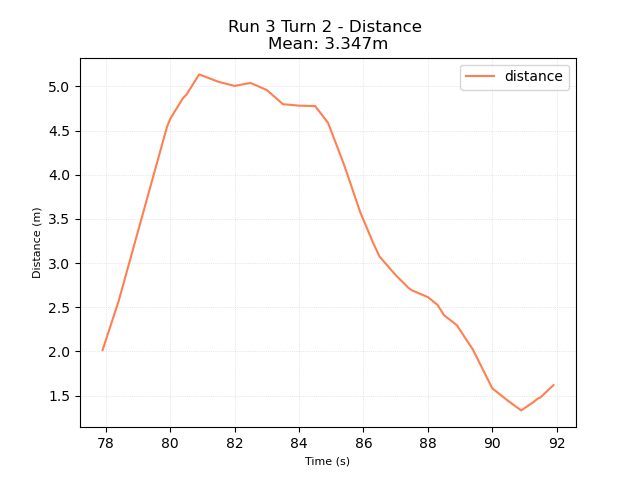 Run 3 Turn 2 - Distance
Mean: 3.347m
distance
5.0
4.5
4.0
3.5
3.0
2.5
2.0
1.5
Distance (m)
78 80 82 84 86 88 90 92
Time (s)